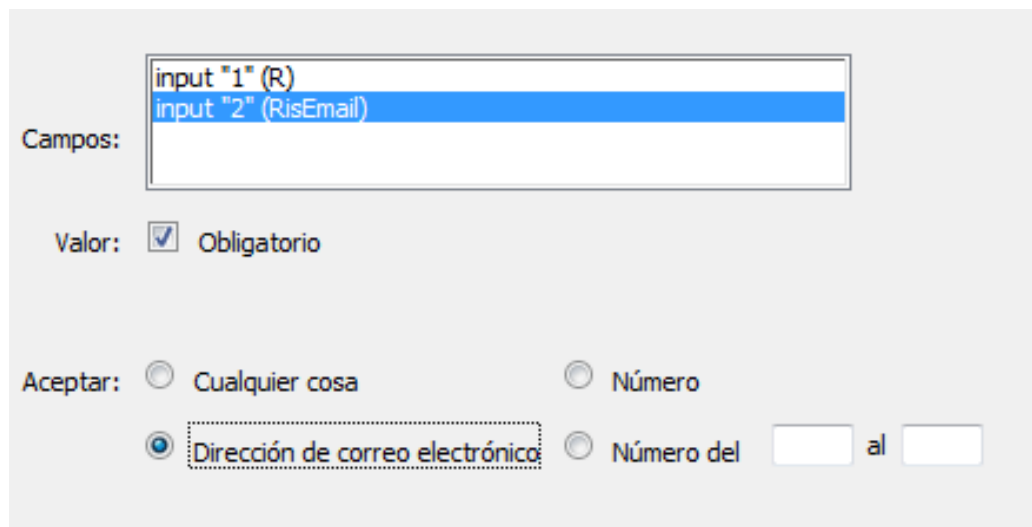 input "1" (R)
input "2" (RisEmail)
Campos:
Valor: Obligatorio
Aceptar: Cualquier cosa Número
Dirección de correo electrónico Número del al